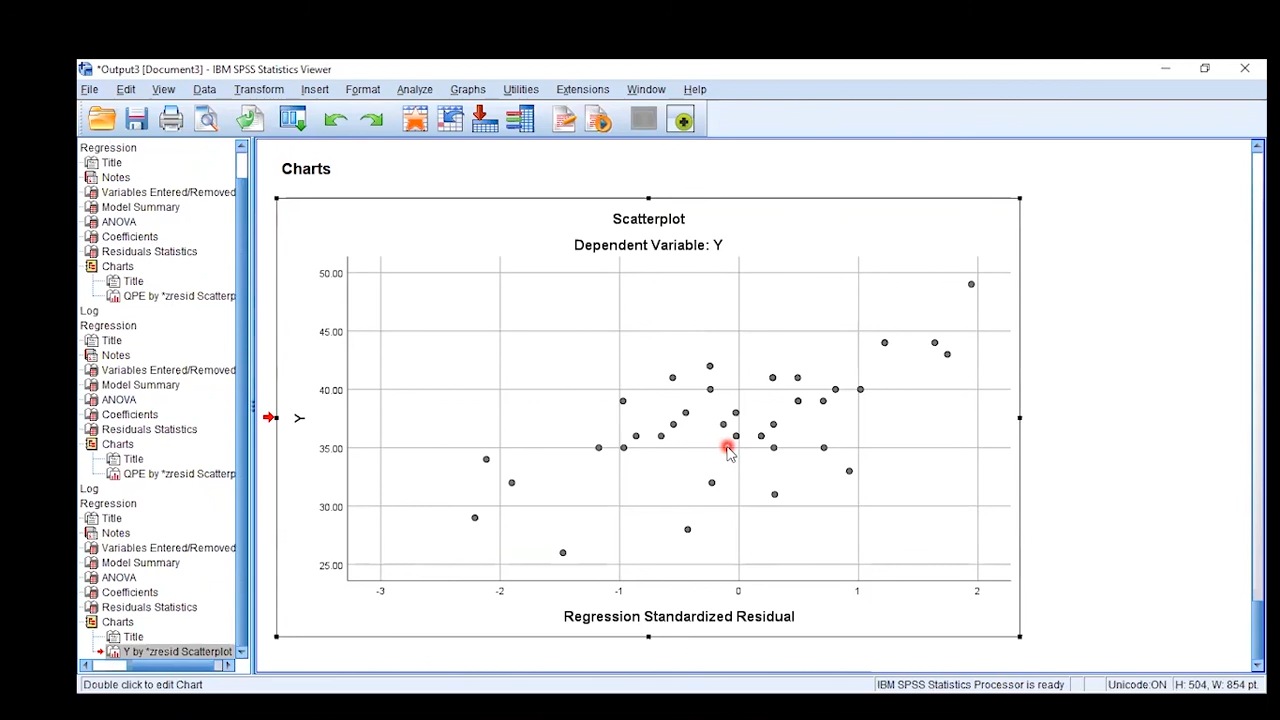 *Output3 [Document3] - IBM SPSS Statistics Viewer
File Edit View Data Transform Insert Format Analyze Graphs Utilities Extensions Window Help
Regression
Title
Notes
Variables Entered/Removed
Model Summary
ANOVA
Coefficients
Residuals Statistics
Charts
Title
QPE by *zresid Scatterp
Log
Regression
Title
Notes
Variables Entered/Removed
Model Summary
ANOVA
Coefficients
Residuals Statistics
Charts
Title
QPE by *zresid Scatterp
Log
Regression
Title
Notes
Variables Entered/Removed
Model Summary
ANOVA
Coefficients
Residuals Statistics
Charts
Title
Y by *zresid Scatterplot
Charts
Scatterplot
Dependent Variable: Y
50.00
45.00
40.00
35.00
30.00
25.00
Y
-3 -2 -1 0 1 2
Regression Standardized Residual
Double click to edit Chart
IBM SPSS Statistics Processor is ready
Unicode:ON
H: 504, W: 854 pt.